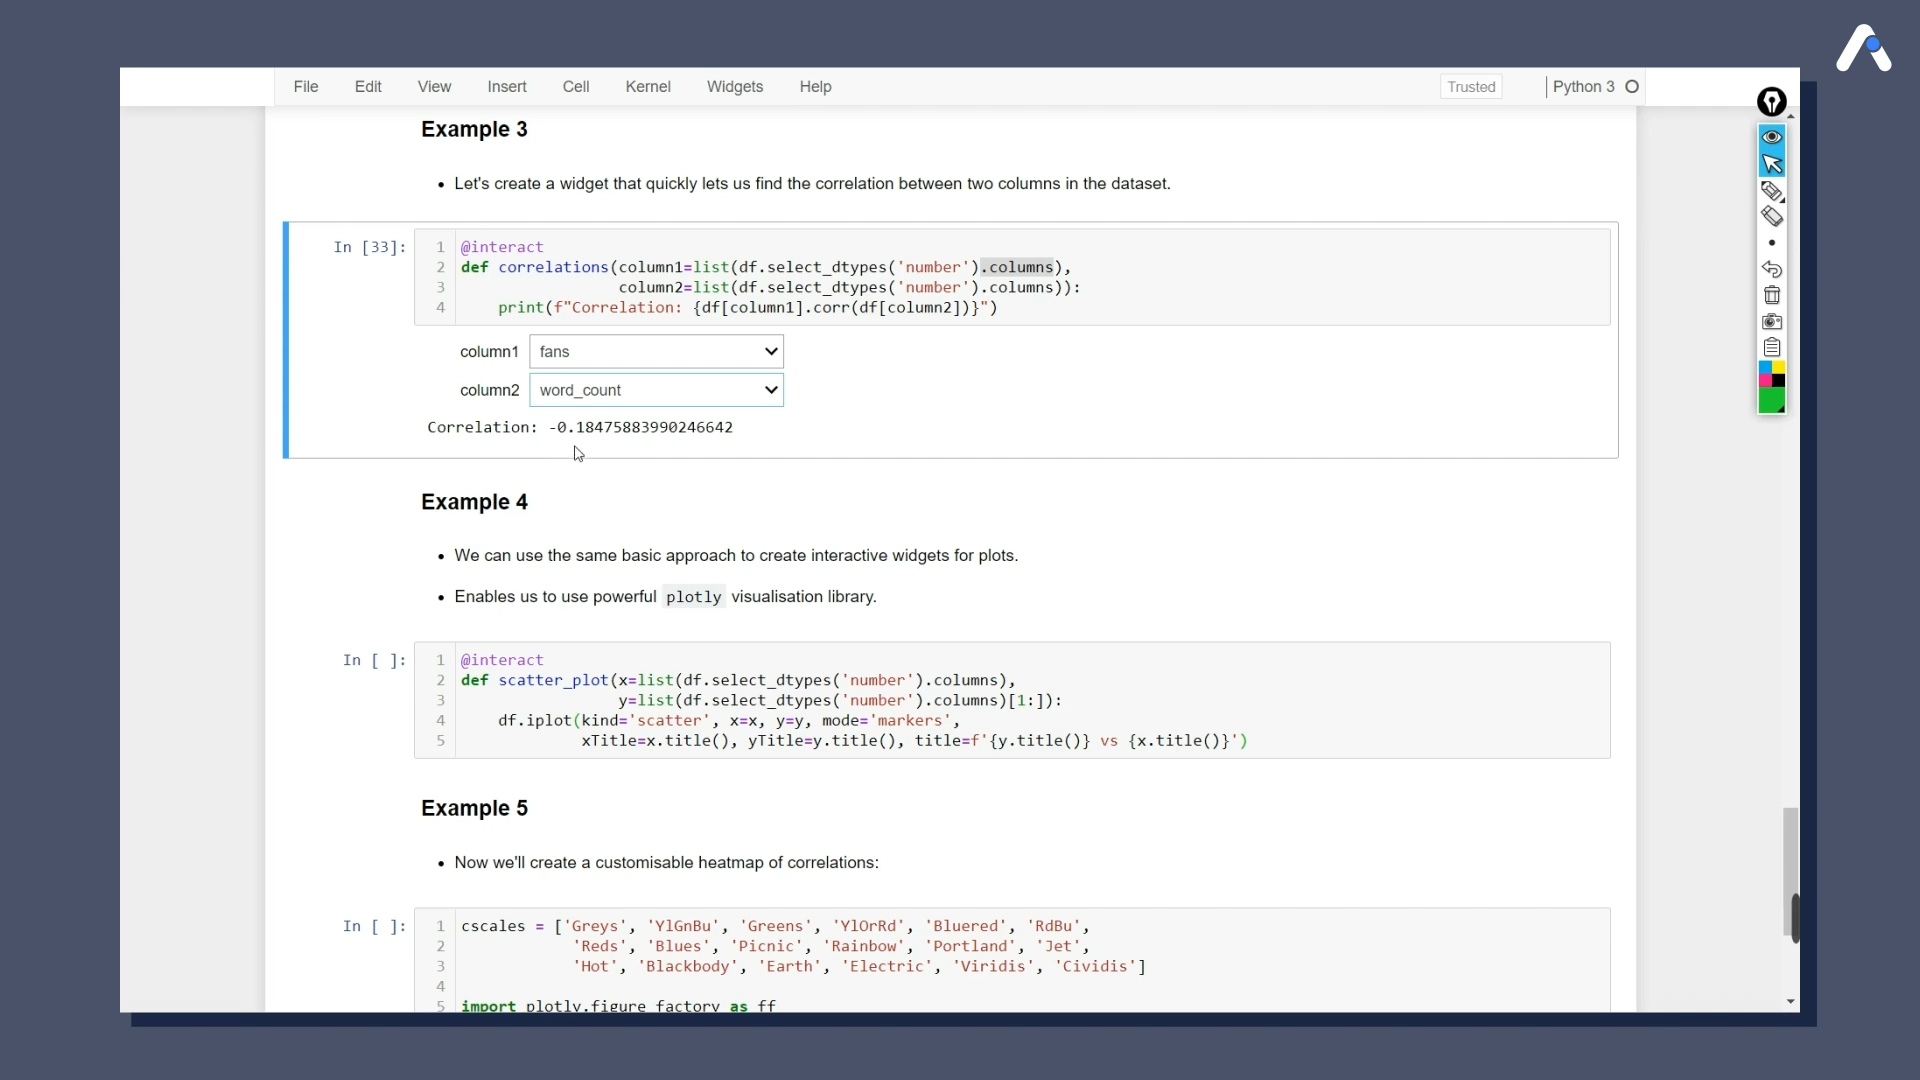 File Edit View Insert Cell Kernel Widgets Help Trusted Python 3
Example 3
• Let's create a widget that quickly lets us find the correlation between two columns in the dataset.
In [33]:
1 @interact
2 def correlations(column1=list(df.select_dtypes('number').columns),
3                  column2=list(df.select_dtypes('number').columns)):
4     print(f"Correlation: {df[column1].corr(df[column2])}")
column1 fans
column2 word_count
Correlation: -0.18475883990246642
Example 4
• We can use the same basic approach to create interactive widgets for plots.
• Enables us to use powerful plotly visualisation library.
In [ ]:
1 @interact
2 def scatter_plot(x=list(df.select_dtypes('number').columns),
3                  y=list(df.select_dtypes('number').columns)[1:]):
4     df.iplot(kind='scatter', x=x, y=y, mode='markers',
5              xTitle=x.title(), yTitle=y.title(), title=f'{y.title()} vs {x.title()}')
Example 5
• Now we'll create a customisable heatmap of correlations:
In [ ]:
1 cscales = ['Greys', 'YlGnBu', 'Greens', 'YlOrRd', 'Bluered', 'RdBu',
2             'Reds', 'Blues', 'Picnic', 'Rainbow', 'Portland', 'Jet',
3             'Hot', 'Blackbody', 'Earth', 'Electric', 'Viridis', 'Cividis']
4
5 import plotly.figure_factory as ff